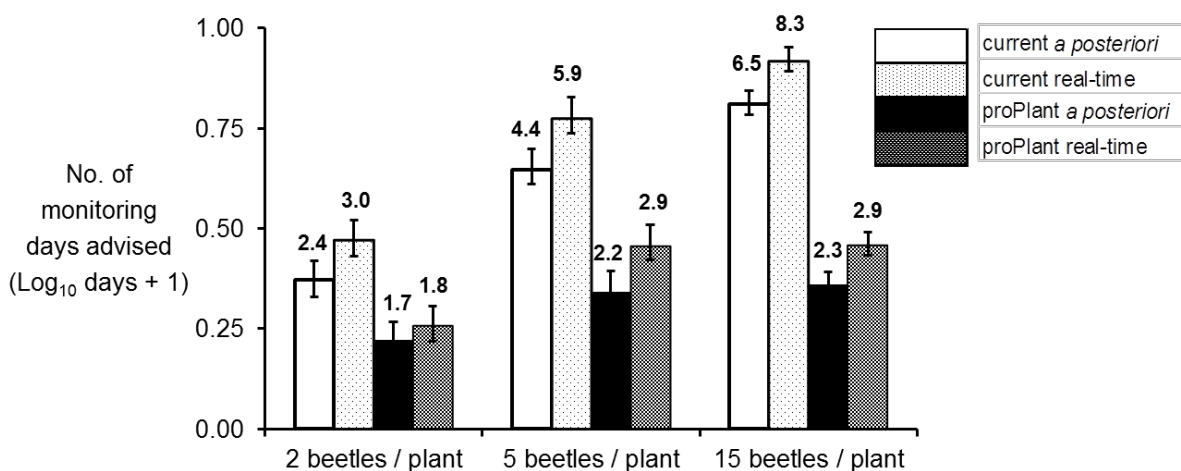 1.00
0.75
0.50
0.25
0.00
No. of
monitoring
days advised
(Log₁₀ days + 1)
2.4
3.0
1.7
1.8
4.4
5.9
2.2
2.9
6.5
8.3
2.3
2.9
2 beetles / plant
5 beetles / plant
15 beetles / plant
current a posteriori
current real-time
proPlant a posteriori
proPlant real-time